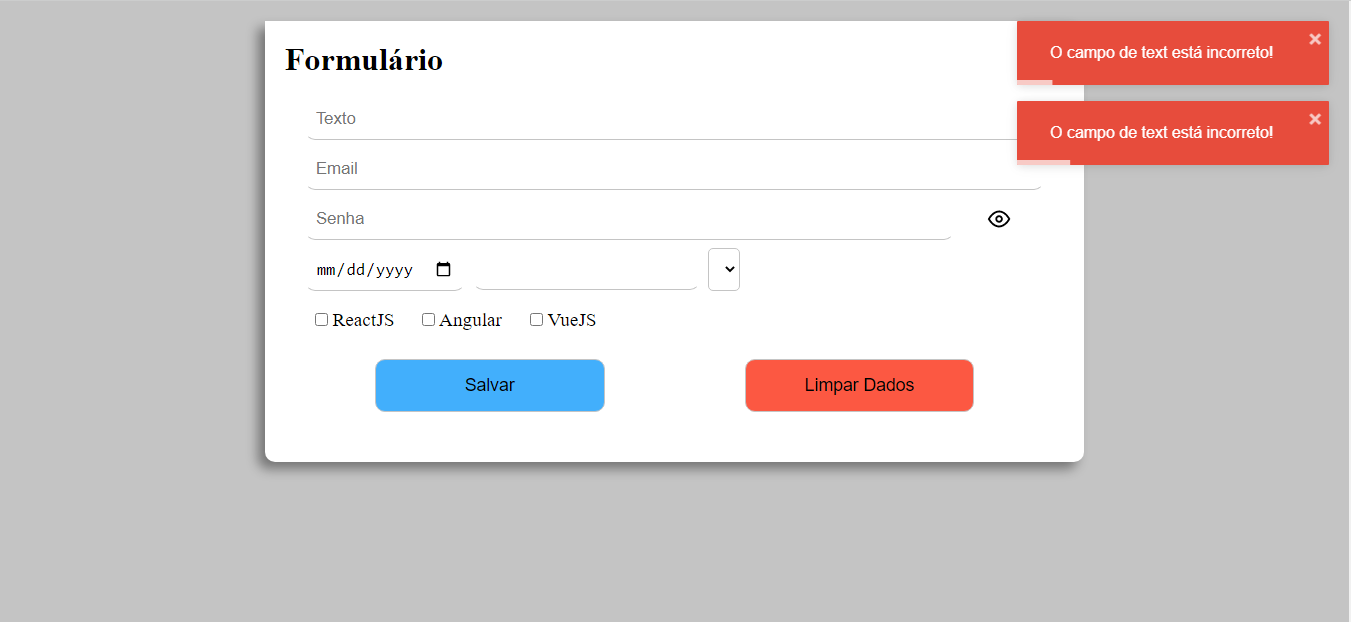 Formulário
O campo de text está incorreto!
×
O campo de text está incorreto!
×
Texto
Email
Senha
mm/dd/yyyy
ReactJS Angular VueJS
Salvar Limpar Dados